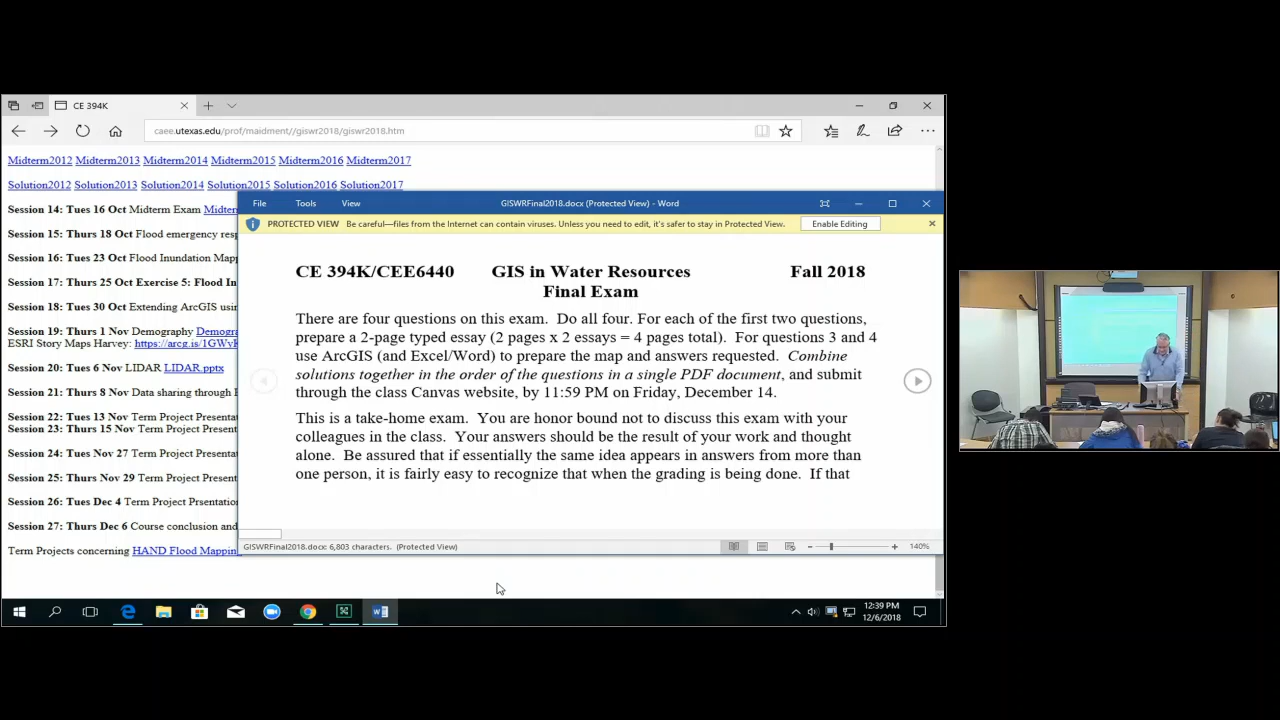 CE 394K
caee.utexas.edu/prof/maidment//giswr2018/giswr2018.htm
Midterm2012 Midterm2013 Midterm2014 Midterm2015 Midterm2016 Midterm2017
Solution2012 Solution2013 Solution2014 Solution2015 Solution2016 Solution2017
Session 14: Tues 16 Oct Midterm Exam Midter
Session 15: Thurs 18 Oct Flood emergency resp
Session 16: Tues 23 Oct Flood Inundation Mapp
Session 17: Thurs 25 Oct Exercise 5: Flood In
Session 18: Tues 30 Oct Extending ArcGIS usin
Session 19: Thurs 1 Nov Demography Demogra
ESRI Story Maps Harvey: https://arcg.is/1GWyK
Session 20: Tues 6 Nov LIDAR LIDAR.pptx
Session 21: Thurs 8 Nov Data sharing through H
Session 22: Tues 13 Nov Term Project Presentat
Session 23: Thurs 15 Nov Term Project Presenta
Session 24: Tues Nov 27 Term Project Presentat
Session 25: Thurs Nov 29 Term Project Presenta
Session 26: Tues Dec 4 Term Project Prsentatio
Session 27: Thurs Dec 6 Course conclusion and
Term Projects concerning HAND Flood Mapping
File Tools View GISWRFinal2018.docx (Protected View) - Word
PROTECTED VIEW Be careful—files from the Internet can contain viruses. Unless you need to edit, it's safer to stay in Protected View. Enable Editing
CE 394K/CEE6440 GIS in Water Resources Fall 2018
Final Exam
There are four questions on this exam. Do all four. For each of the first two questions,
prepare a 2-page typed essay (2 pages x 2 essays = 4 pages total). For questions 3 and 4
use ArcGIS (and Excel/Word) to prepare the map and answers requested. Combine
solutions together in the order of the questions in a single PDF document, and submit
through the class Canvas website, by 11:59 PM on Friday, December 14.
This is a take-home exam. You are honor bound not to discuss this exam with your
colleagues in the class. Your answers should be the result of your work and thought
alone. Be assured that if essentially the same idea appears in answers from more than
one person, it is fairly easy to recognize that when the grading is being done. If that
GISWRFinal2018.docx: 6,803 characters. (Protected View) 140%
12:39 PM
12/6/2018